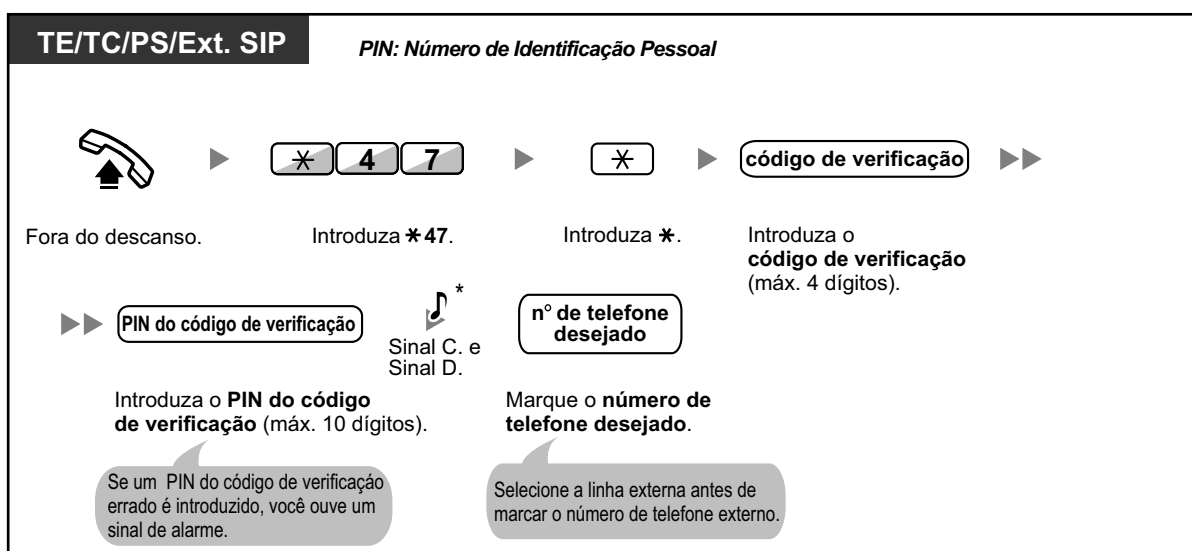 TE/TC/PS/Ext. SIP
PIN: Número de Identificação Pessoal
* 4 7
*
código de verificação
Fora do descanso.
Introduza * 47.
Introduza *.
Introduza o
código de verificação
(máx. 4 dígitos).
PIN do código de verificação
*
Sinal C. e
Sinal D.
nº de telefone
desejado
Introduza o PIN do código
de verificação (máx. 10 dígitos).
Marque o número de
telefone desejado.
Se um PIN do código de verificaçáo
errado é introduzido, você ouve um
sinal de alarme.
Selecione a linha externa antes de
marcar o número de telefone externo.